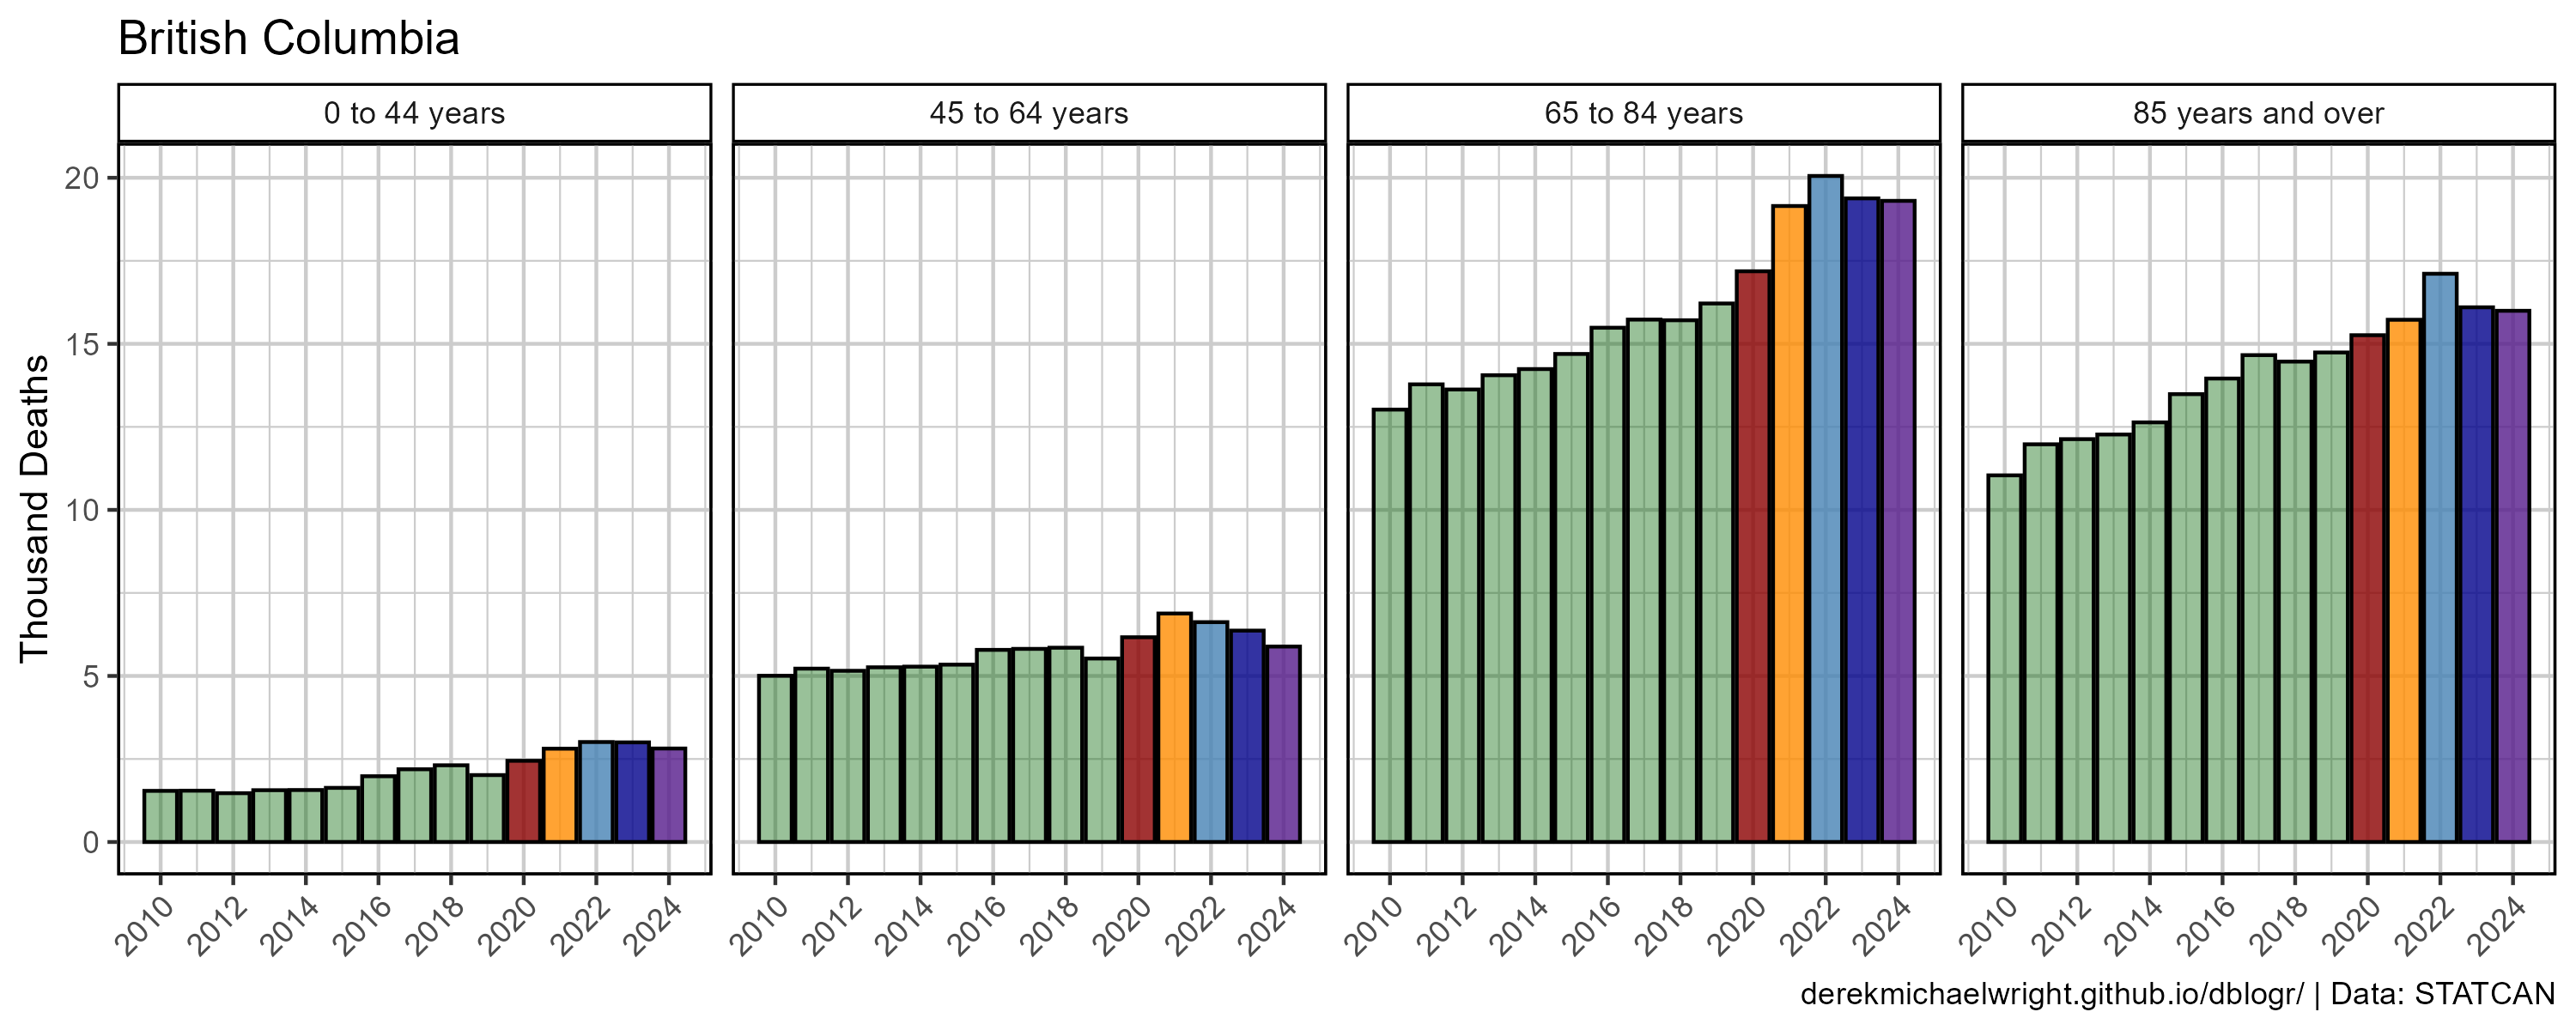 British Columbia
0 to 44 years
45 to 64 years
65 to 84 years
85 years and over
Thousand Deaths
20
15
10
5
0
2010 2012 2014 2016 2018 2020 2022 2024
2010 2012 2014 2016 2018 2020 2022 2024
2010 2012 2014 2016 2018 2020 2022 2024
2010 2012 2014 2016 2018 2020 2022 2024
derekmichaelwright.github.io/dblogr/ | Data: STATCAN